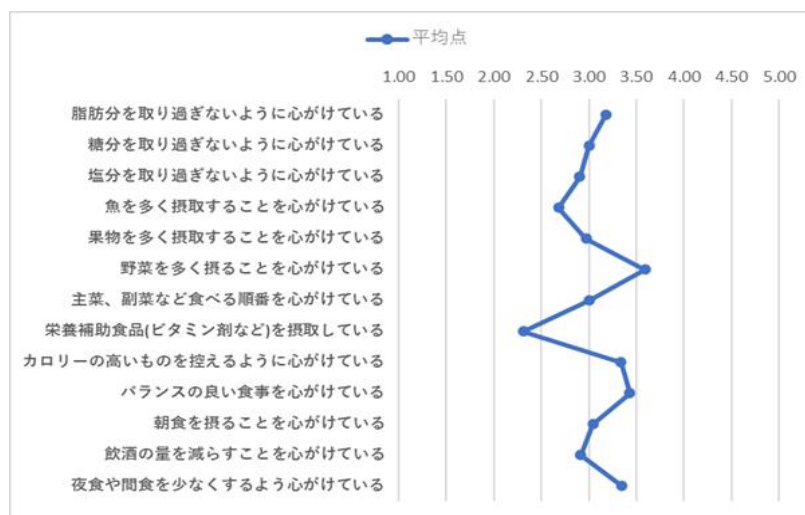 平均点
1.00 1.50 2.00 2.50 3.00 3.50 4.00 4.50 5.00
脂肪分を取り過ぎないように心がけている
糖分を取り過ぎないように心がけている
塩分を取り過ぎないように心がけている
魚を多く摂取することを心がけている
果物を多く摂取することを心がけている
野菜を多く摂ることを心がけている
主菜、副菜など食べる順番を心がけている
栄養補助食品(ビタミン剤など)を摂取している
カロリーの高いものを控えるように心がけている
バランスの良い食事を心がけている
朝食を摂ることを心がけている
飲酒の量を減らすことを心がけている
夜食や間食を少なくするよう心がけている